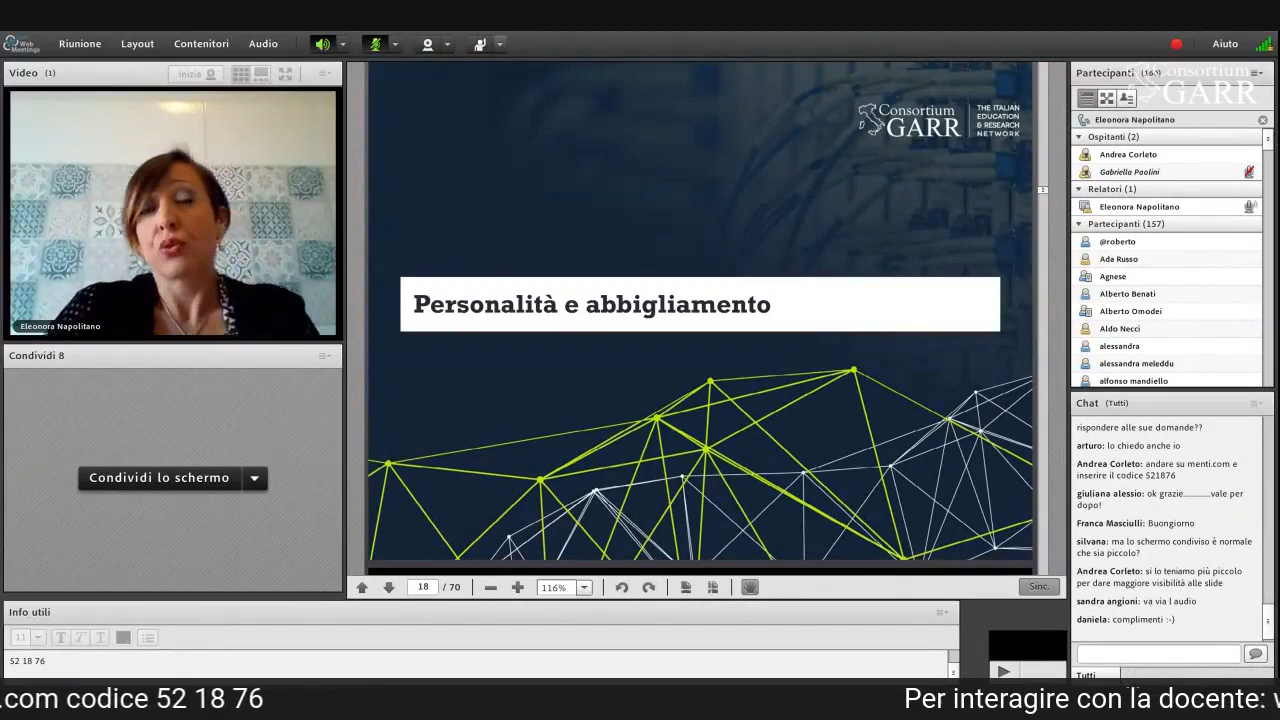 Web
Meetings
Riunione
Layout
Contenitori
Audio
Aiuto
Video (1)
Inizia
Eleonora Napolitano
Condividi 8
Condividi lo schermo
Consortium
GARR
THE ITALIAN
EDUCATION
& RESEARCH
NETWORK
Personalità e abbigliamento
18 / 70
116%
Sinc.
Info utili
11
52 18 76
Partecipanti
Consortium
GARR
Eleonora Napolitano
Ospitanti (2)
Andrea Corleto
Gabriella Paolini
Relatori (1)
Eleonora Napolitano
Partecipanti (157)
@roberto
Ada Russo
Agnese
Alberto Benati
Alberto Omodei
Aldo Necci
alessandra
alessandra meleddu
alfonso mandiello
Chat (Tutti)
rispondere alle sue domande??
arturo: lo chiedo anche io
Andrea Corleto: andare su menti.com e
inserire il codice 521876
giuliana alessio: ok grazie............vale per
dopo!
Franca Masciulli: Buongiorno
silvana: ma lo schermo condiviso è normale
che sia piccolo?
Andrea Corleto: si lo teniamo più piccolo
per dare maggiore visibilità alle slide
sandra angioni: va via l audio
daniela: complimenti :-)
Tutti
.com codice 52 18 76
Per interagire con la docente: